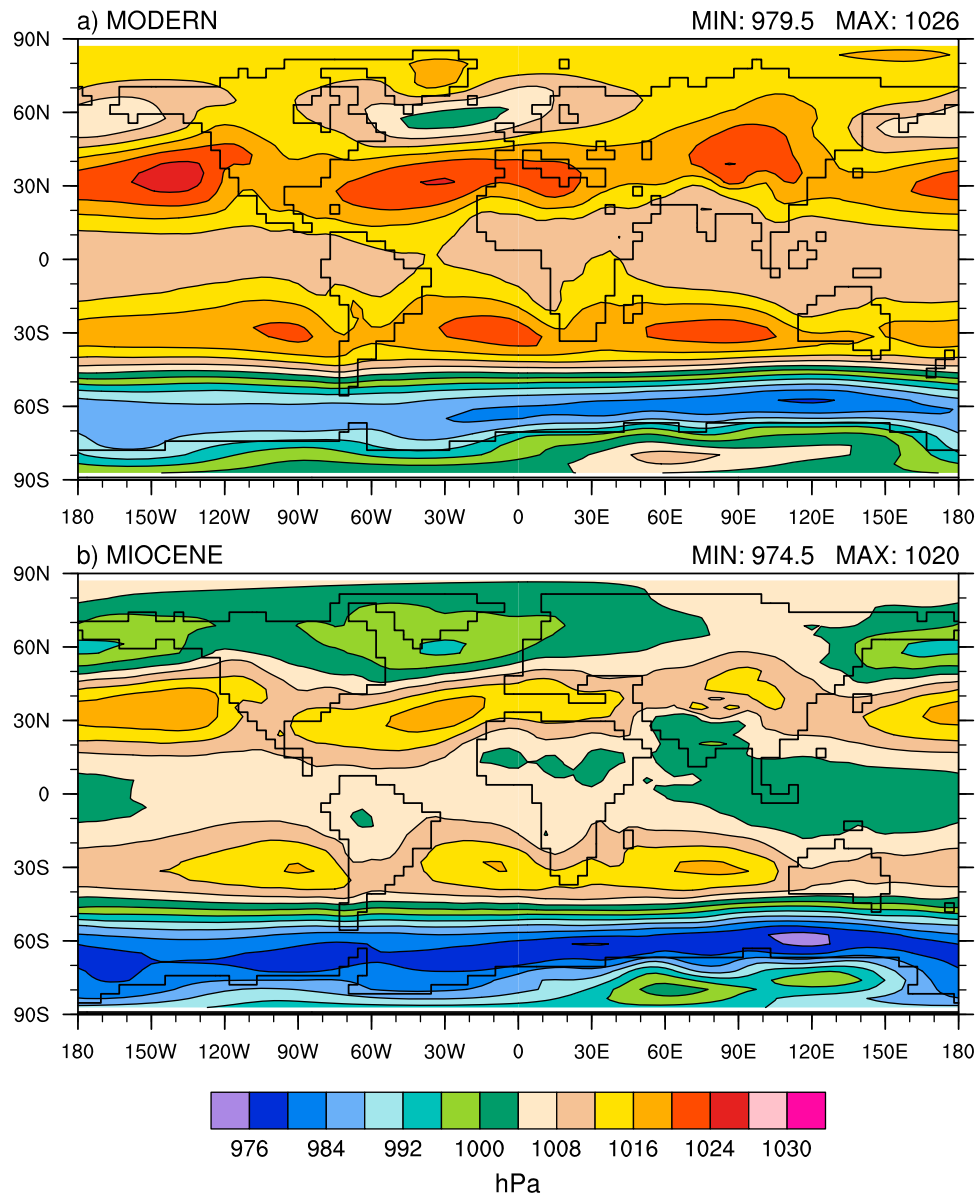 a) MODERN MIN: 979.5 MAX: 1026
90N
60N
30N
0
30S
60S
90S
180 150W 120W 90W 60W 30W 0 30E 60E 90E 120E 150E 180
b) MIOCENE MIN: 974.5 MAX: 1020
90N
60N
30N
0
30S
60S
90S
180 150W 120W 90W 60W 30W 0 30E 60E 90E 120E 150E 180
976 984 992 1000 1008 1016 1024 1030
hPa